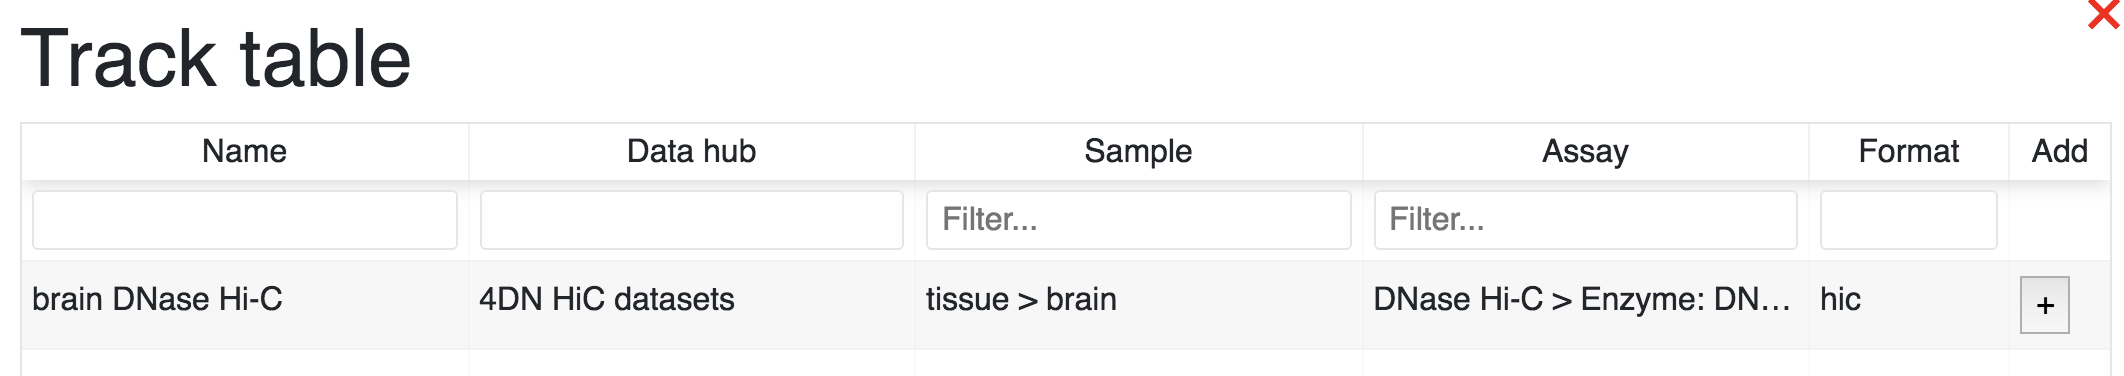 Track table
Name Data hub Sample Assay Format Add
Filter... Filter...
brain DNase Hi-C 4DN HiC datasets tissue > brain DNase Hi-C > Enzyme: DN... hic +